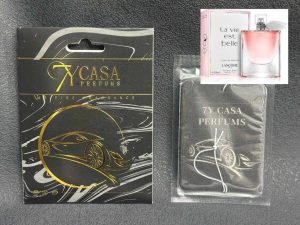 7Y CASA
PERFUMS
7Y CASA
PERFUMS
La vie
est
belle
LANCÔME